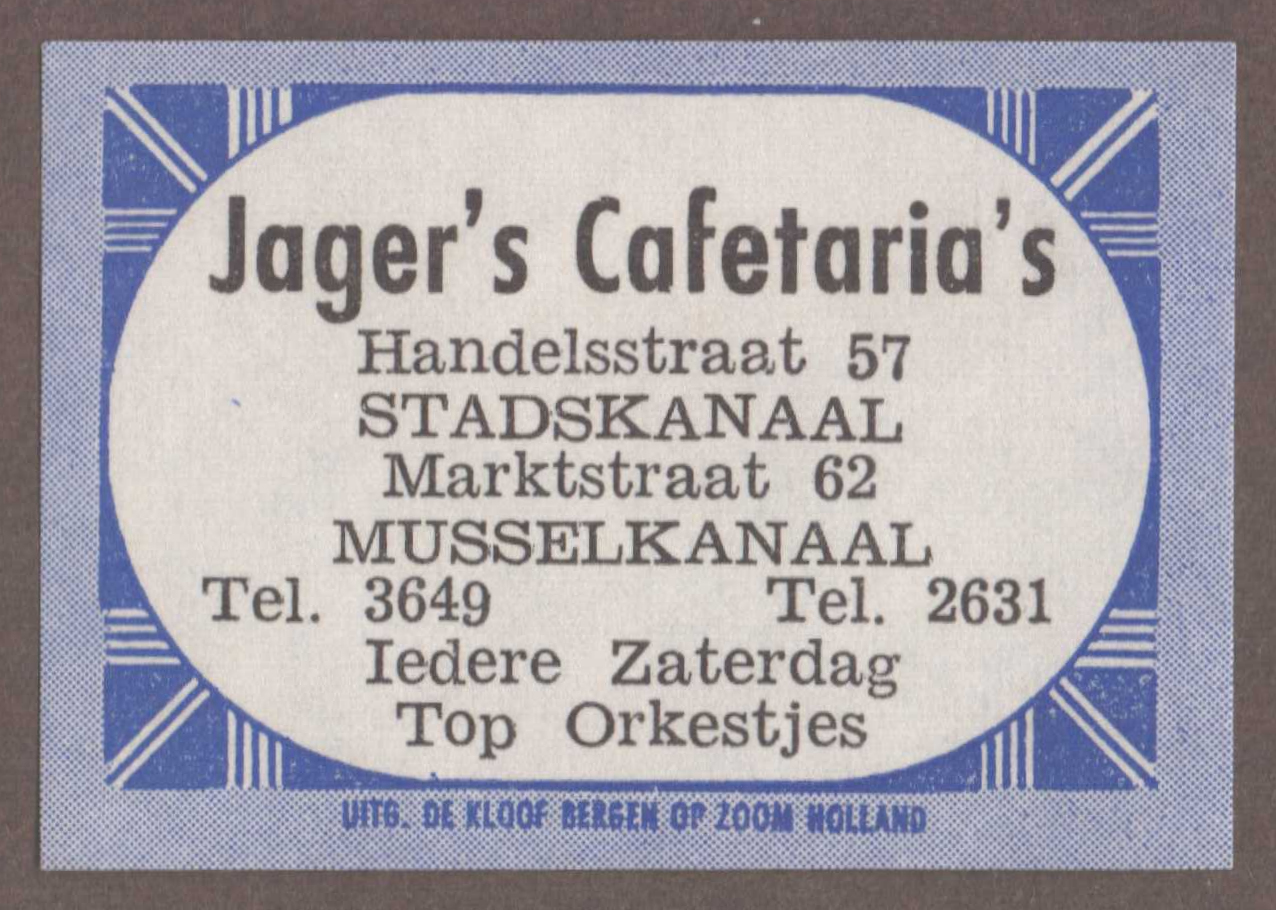 Jager's Cafetaria's
Handelsstraat 57
STADSKANAAL
Marktstraat 62
MUSSELKANAAL
Tel. 3649 Tel. 2631
Iedere Zaterdag
Top Orkestjes
UITG. DE KLOOF BERGEN OP ZOOM HOLLAND